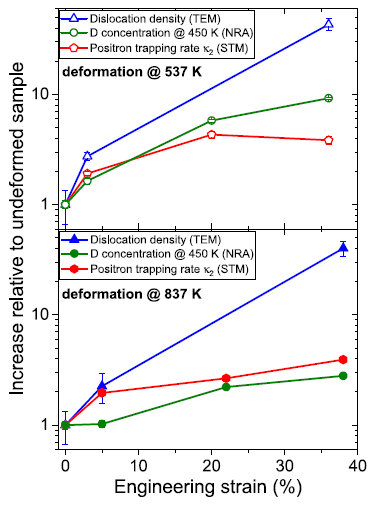 Dislocation density (TEM)
D concentration @ 450 K (NRA)
Positron trapping rate κ₂ (STM)
deformation @ 537 K
10
1
Dislocation density (TEM)
D concentration @ 450 K (NRA)
Positron trapping rate κ₂ (STM)
deformation @ 837 K
10
1
0 10 20 30 40
Engineering strain (%)
Increase relative to undeformed sample